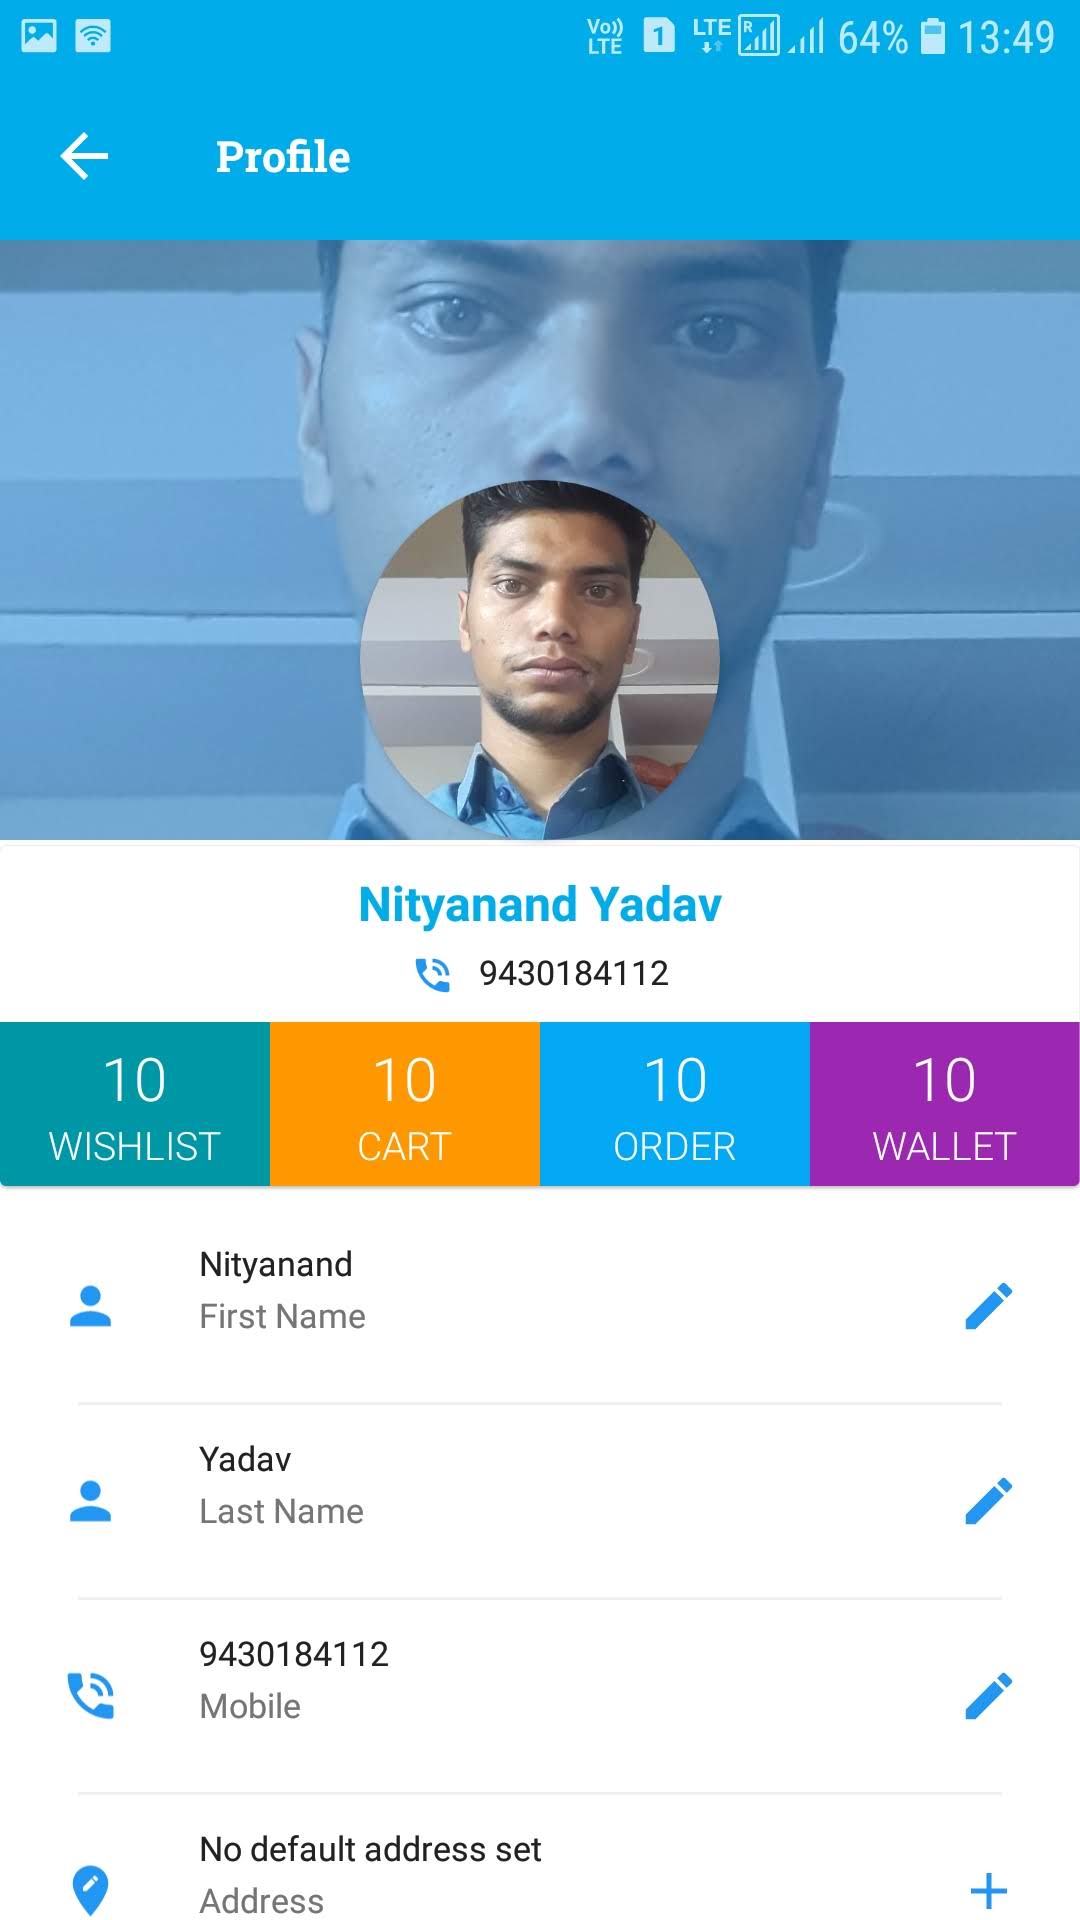 Vo)) LTE 1 LTE R 64% 13:49
Profile
Nityanand Yadav
9430184112
10 10 10 10
WISHLIST CART ORDER WALLET
Nityanand
First Name
Yadav
Last Name
9430184112
Mobile
No default address set
Address